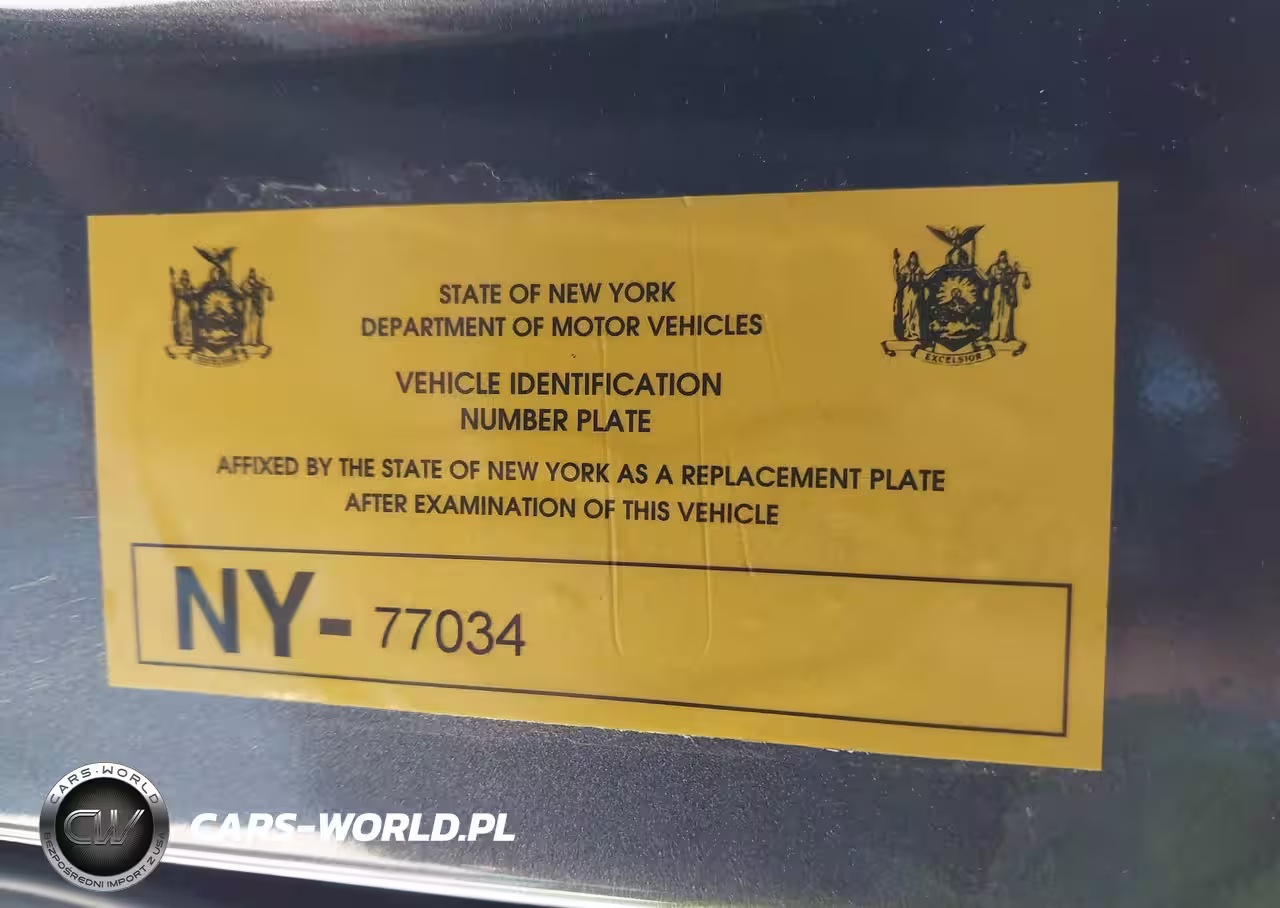 STATE OF NEW YORK
DEPARTMENT OF MOTOR VEHICLES
VEHICLE IDENTIFICATION
NUMBER PLATE
AFFIXED BY THE STATE OF NEW YORK AS A REPLACEMENT PLATE
AFTER EXAMINATION OF THIS VEHICLE
EXCELSIOR
NY-77034
CARS·WORLD
CW
BEZPOŚREDNI IMPORT Z USA
CARS-WORLD.PL